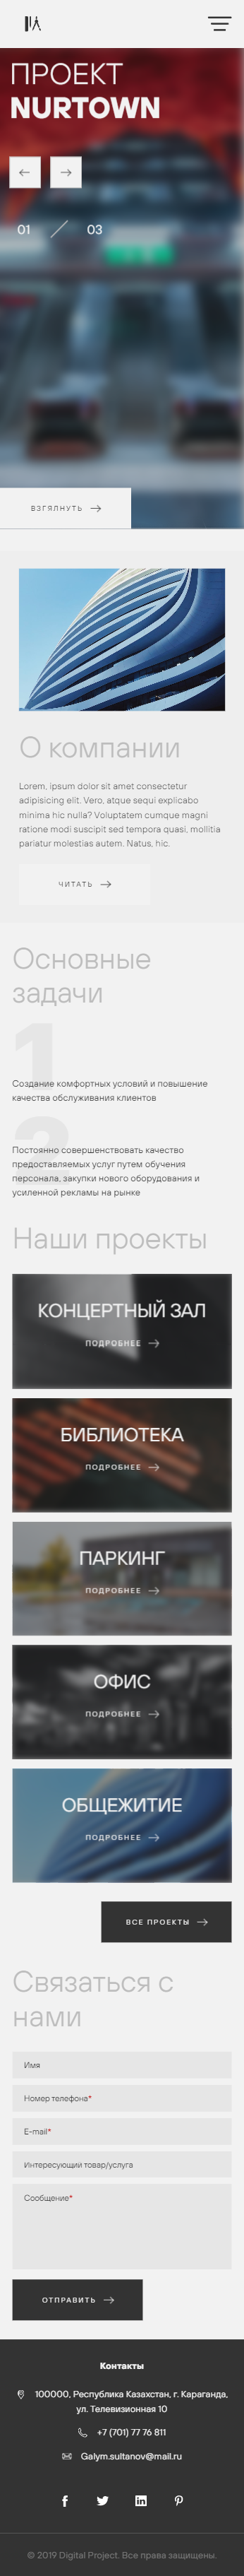 ПРОЕКТ
NURTOWN
01
03
ВЗГЛЯНУТЬ
О компании
Lorem, ipsum dolor sit amet consectetur
adipisicing elit. Vero, atque sequi explicabo
minima hic nulla? Voluptatem cumque magni
ratione modi suscipit sed tempora quasi, mollitia
pariatur molestias autem. Natus, hic.
ЧИТАТЬ
Основные
задачи
1
Создание комфортных условий и повышение
качества обслуживания клиентов
2
Постоянно совершенствовать качество
предоставляемых услуг путем обучения
персонала, закупки нового оборудования и
усиленной рекламы на рынке
Наши проекты
КОНЦЕРТНЫЙ ЗАЛ
ПОДРОБНЕЕ
БИБЛИОТЕКА
ПОДРОБНЕЕ
ПАРКИНГ
ПОДРОБНЕЕ
ОФИС
ПОДРОБНЕЕ
ОБЩЕЖИТИЕ
ПОДРОБНЕЕ
ВСЕ ПРОЕКТЫ
Связаться с
нами
Имя
Номер телефона*
E-mail*
Интересующий товар/услуга
Сообщение*
ОТПРАВИТЬ
Контакты
100000, Республика Казахстан, г. Караганда,
ул. Телевизионная 10
+7 (701) 77 76 811
Galym.sultanov@mail.ru
© 2019 Digital Project. Все права защищены.